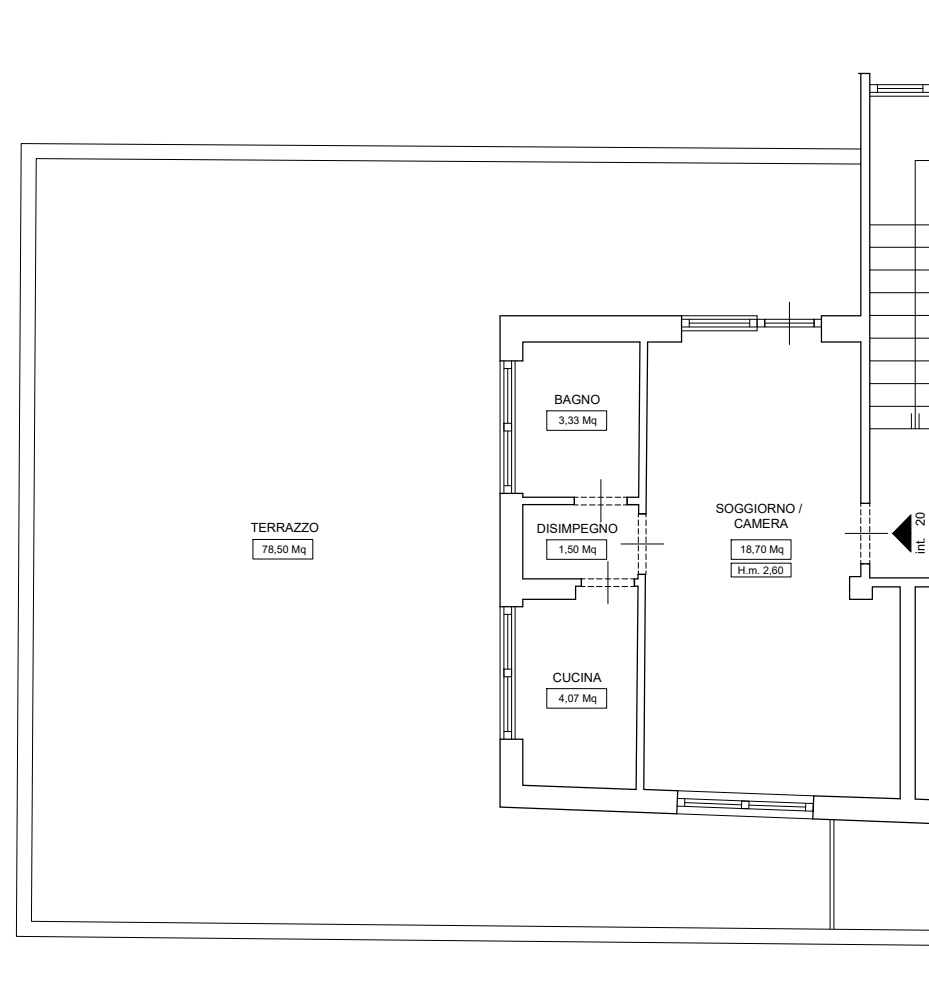 BAGNO
3,33 Mq
TERRAZZO
78,50 Mq
DISIMPEGNO
1,50 Mq
SOGGIORNO /
CAMERA
18,70 Mq
H.m. 2,60
int. 20
CUCINA
4,07 Mq